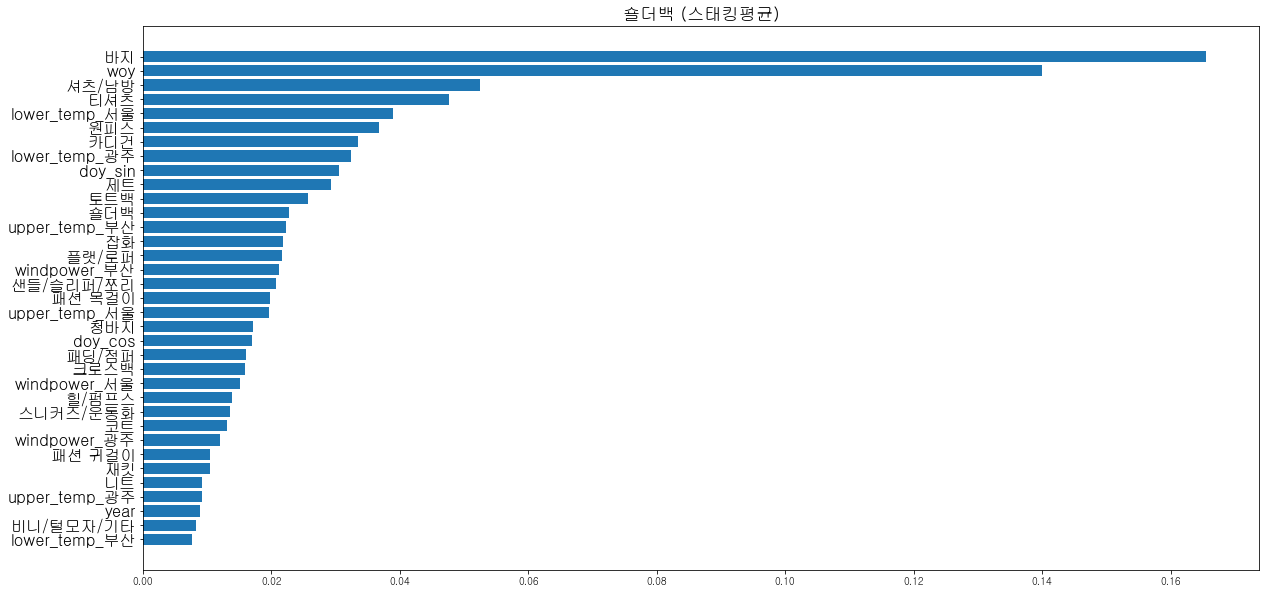 숄더백 (스태킹평균)
바지
woy
셔츠/남방
티셔츠
lower_temp_서울
원피스
카디건
lower_temp_광주
doy_sin
제트
토트백
숄더백
upper_temp_부산
잡화
플랫/로퍼
windpower_부산
샌들/슬리퍼/쪼리
패션 목걸이
upper_temp_서울
청바지
doy_cos
패딩/점퍼
크로스백
windpower_서울
힐/펌프스
스니커즈/운동화
코트
windpower_광주
패션 귀걸이
재킷
니트
upper_temp_광주
year
비니/털모자/기타
lower_temp_부산
0.00 0.02 0.04 0.06 0.08 0.10 0.12 0.14 0.16